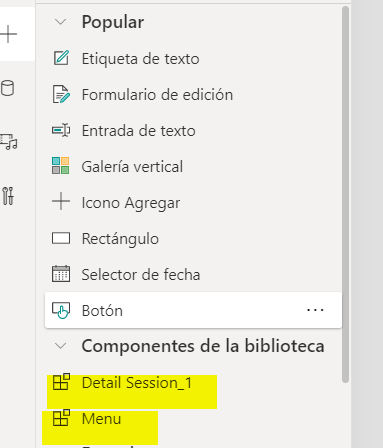 Popular
Etiqueta de texto
Formulario de edición
Entrada de texto
Galería vertical
Icono Agregar
Rectángulo
Selector de fecha
Botón
Componentes de la biblioteca
Detail Session_1
Menu